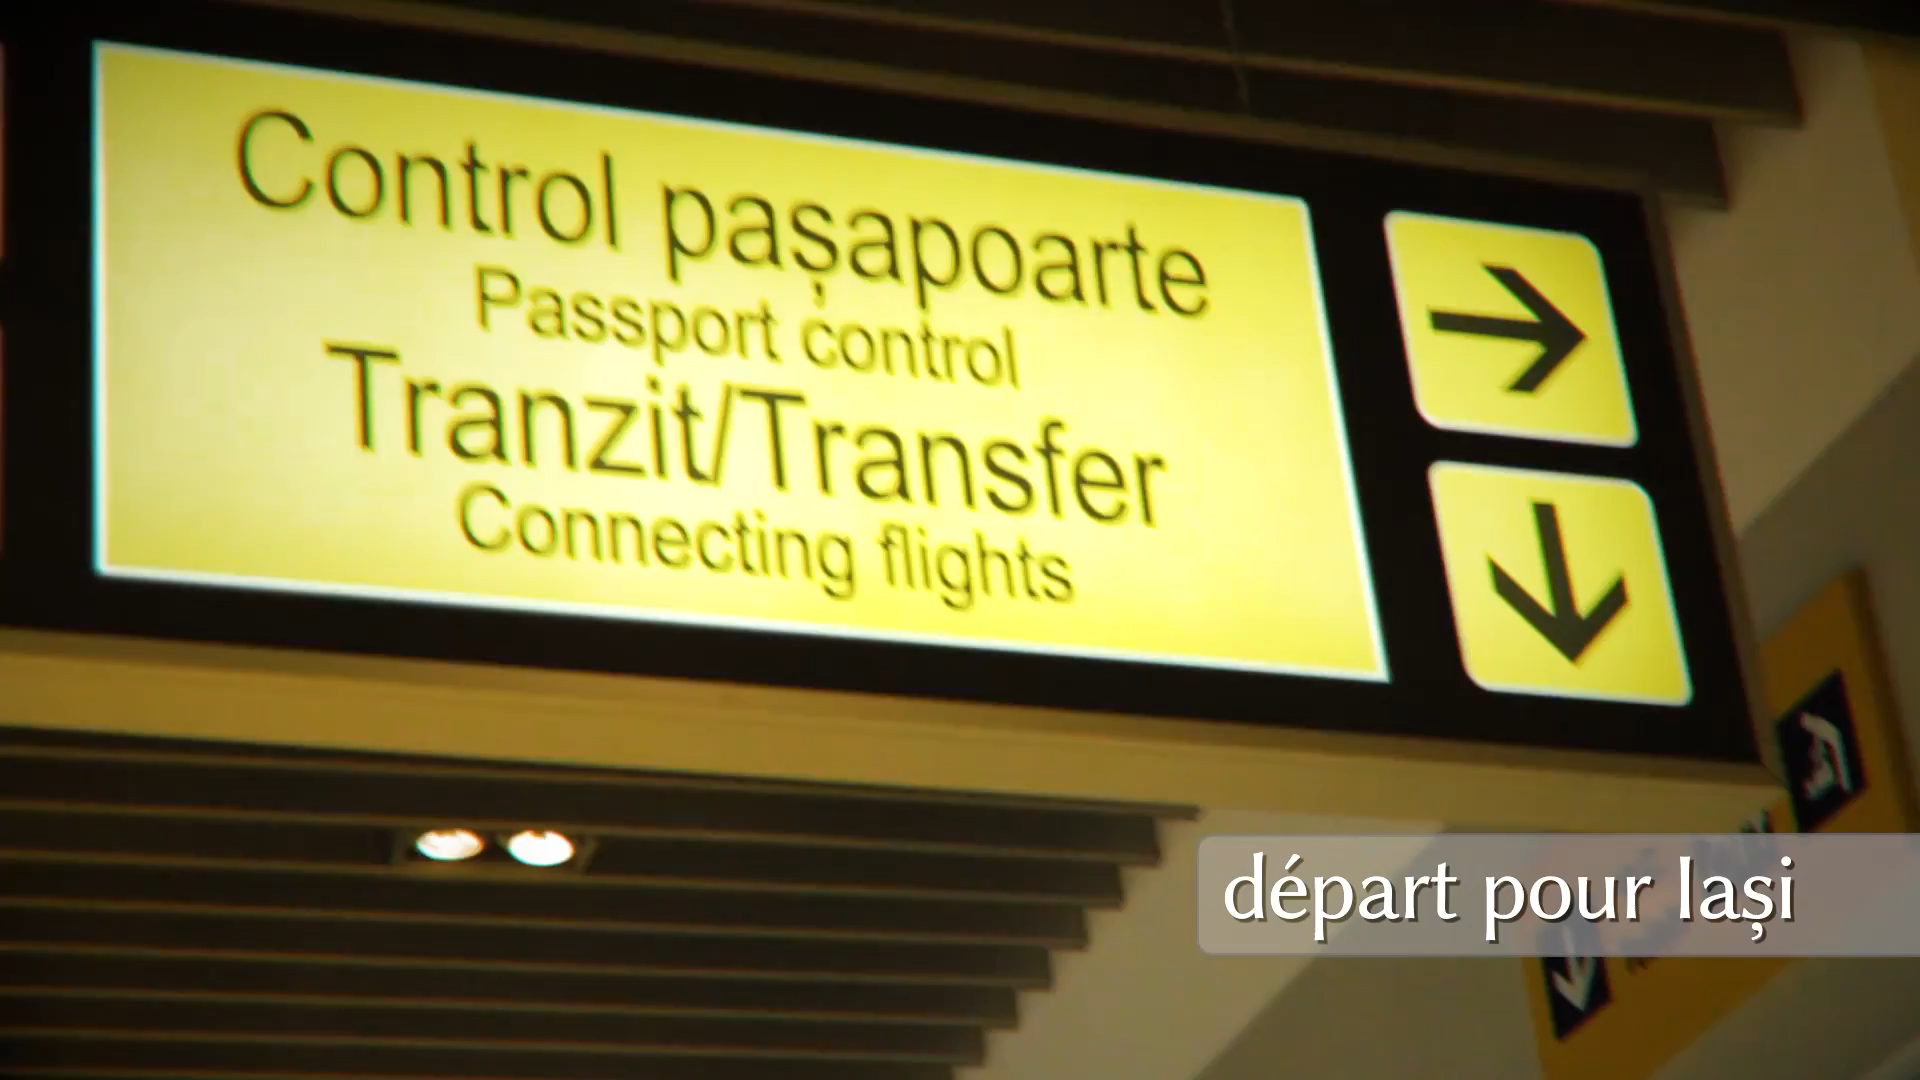 Control pașapoarte
Passport control
Tranzit/Transfer
Connecting flights
départ pour Iași